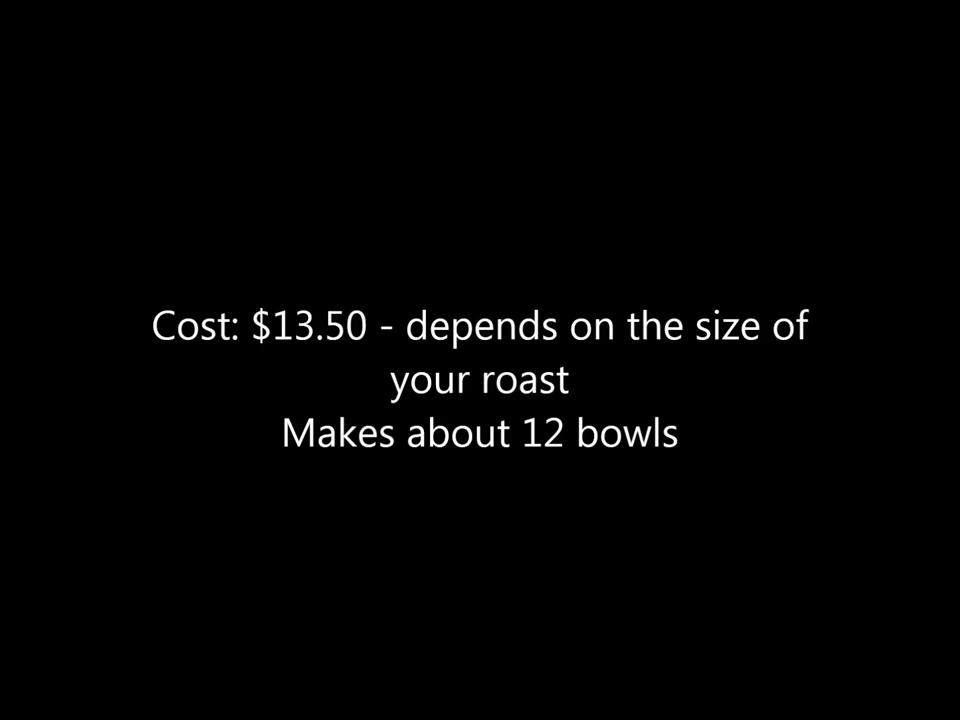 Cost: $13.50 - depends on the size of
your roast
Makes about 12 bowls